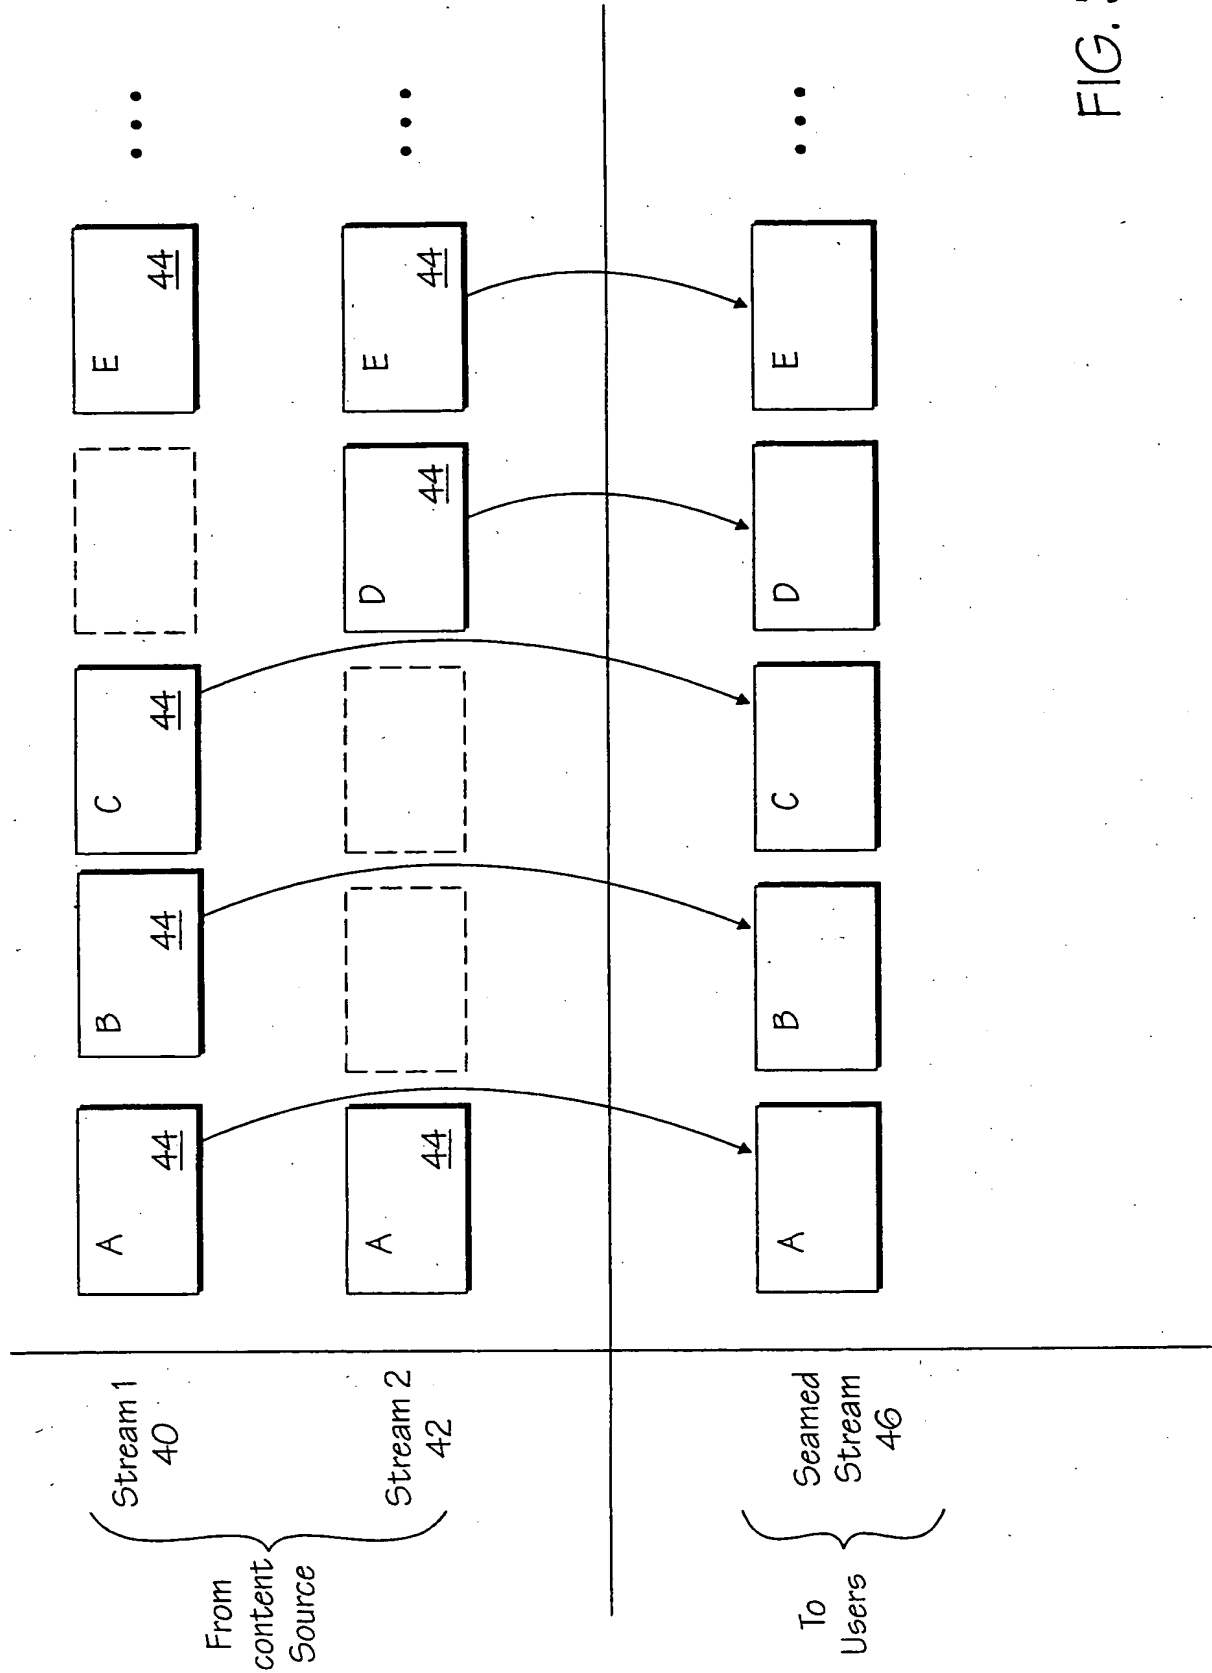 From
content
Source
Stream 1
40
A
44
B
44
C
44
E
44
• • •
Stream 2
42
A
44
D
44
E
44
• • •
To
Users
Seamed
Stream
46
A
B
C
D
E
• • •
FIG.